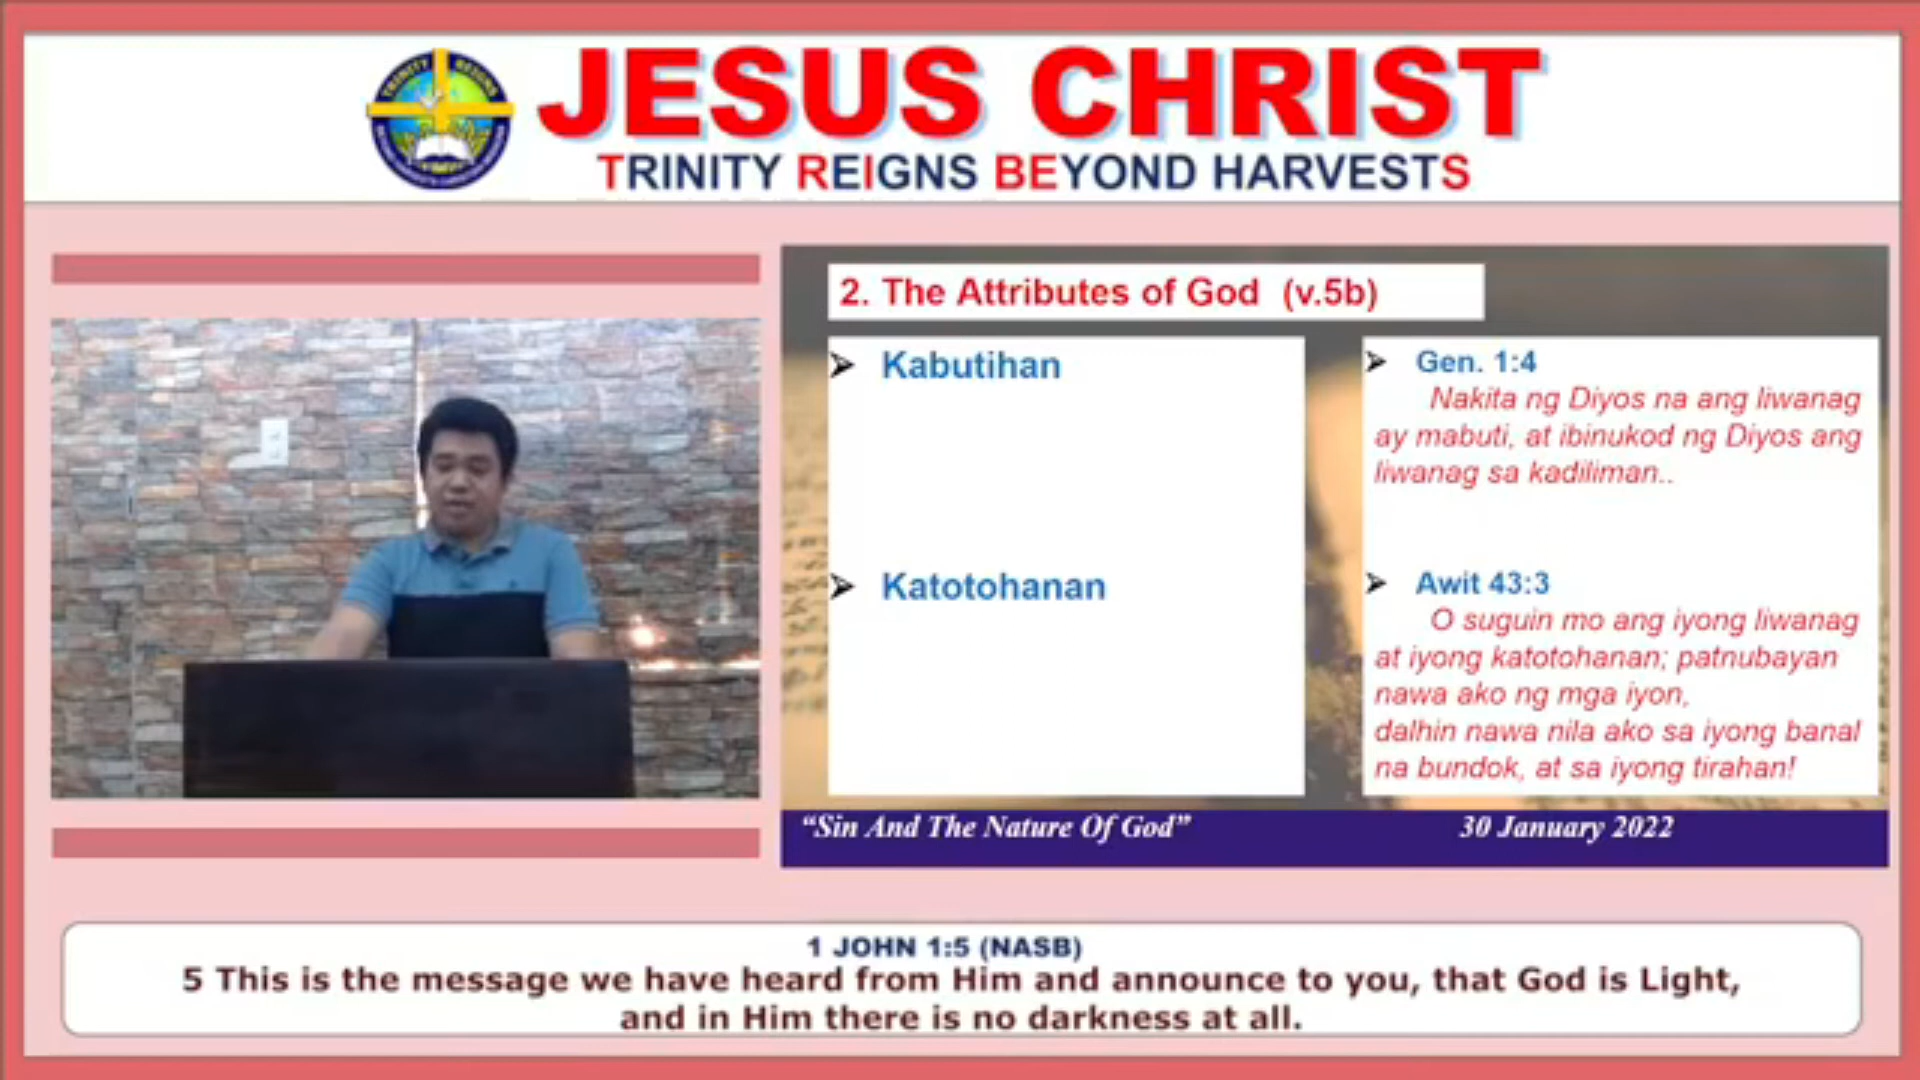 TRINITY REIGNS
JESUS CHRIST
TRINITY REIGNS BEYOND HARVESTS
2. The Attributes of God (v.5b)
➢ Kabutihan
➢ Katotohanan
➢ Gen. 1:4
Nakita ng Diyos na ang liwanag
ay mabuti, at ibinukod ng Diyos ang
liwanag sa kadiliman..
➢ Awit 43:3
O suguin mo ang iyong liwanag
at iyong katotohanan; patnubayan
nawa ako ng mga iyon,
dalhin nawa nila ako sa iyong banal
na bundok, at sa iyong tirahan!
“Sin And The Nature Of God” 30 January 2022
1 JOHN 1:5 (NASB)
5 This is the message we have heard from Him and announce to you, that God is Light,
and in Him there is no darkness at all.